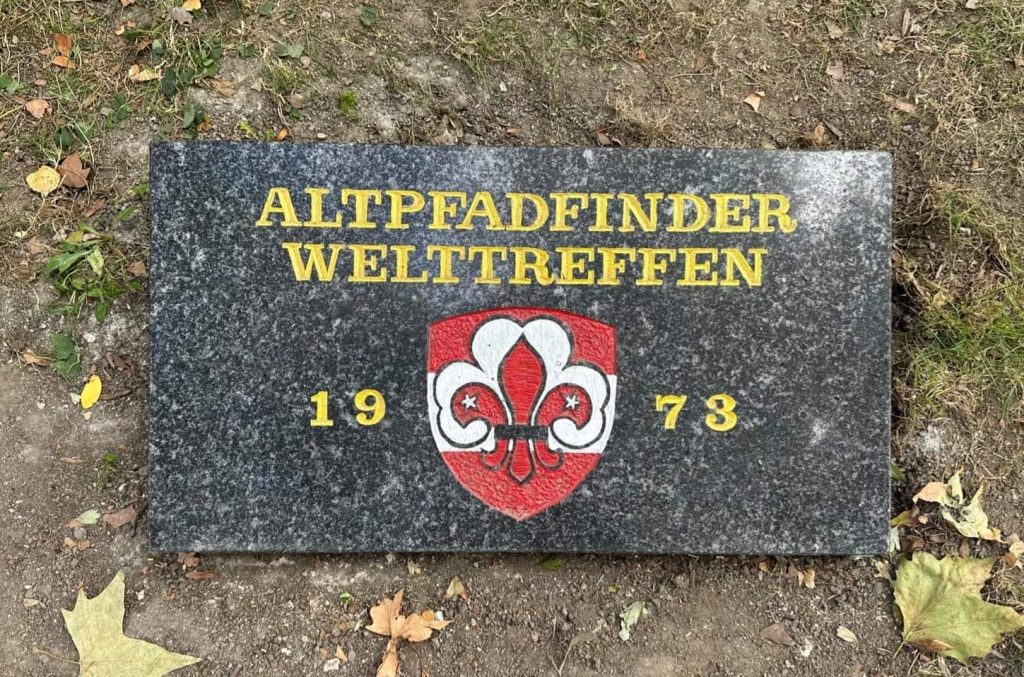 ALTPFADFINDER
WELTTREFFEN
19 73